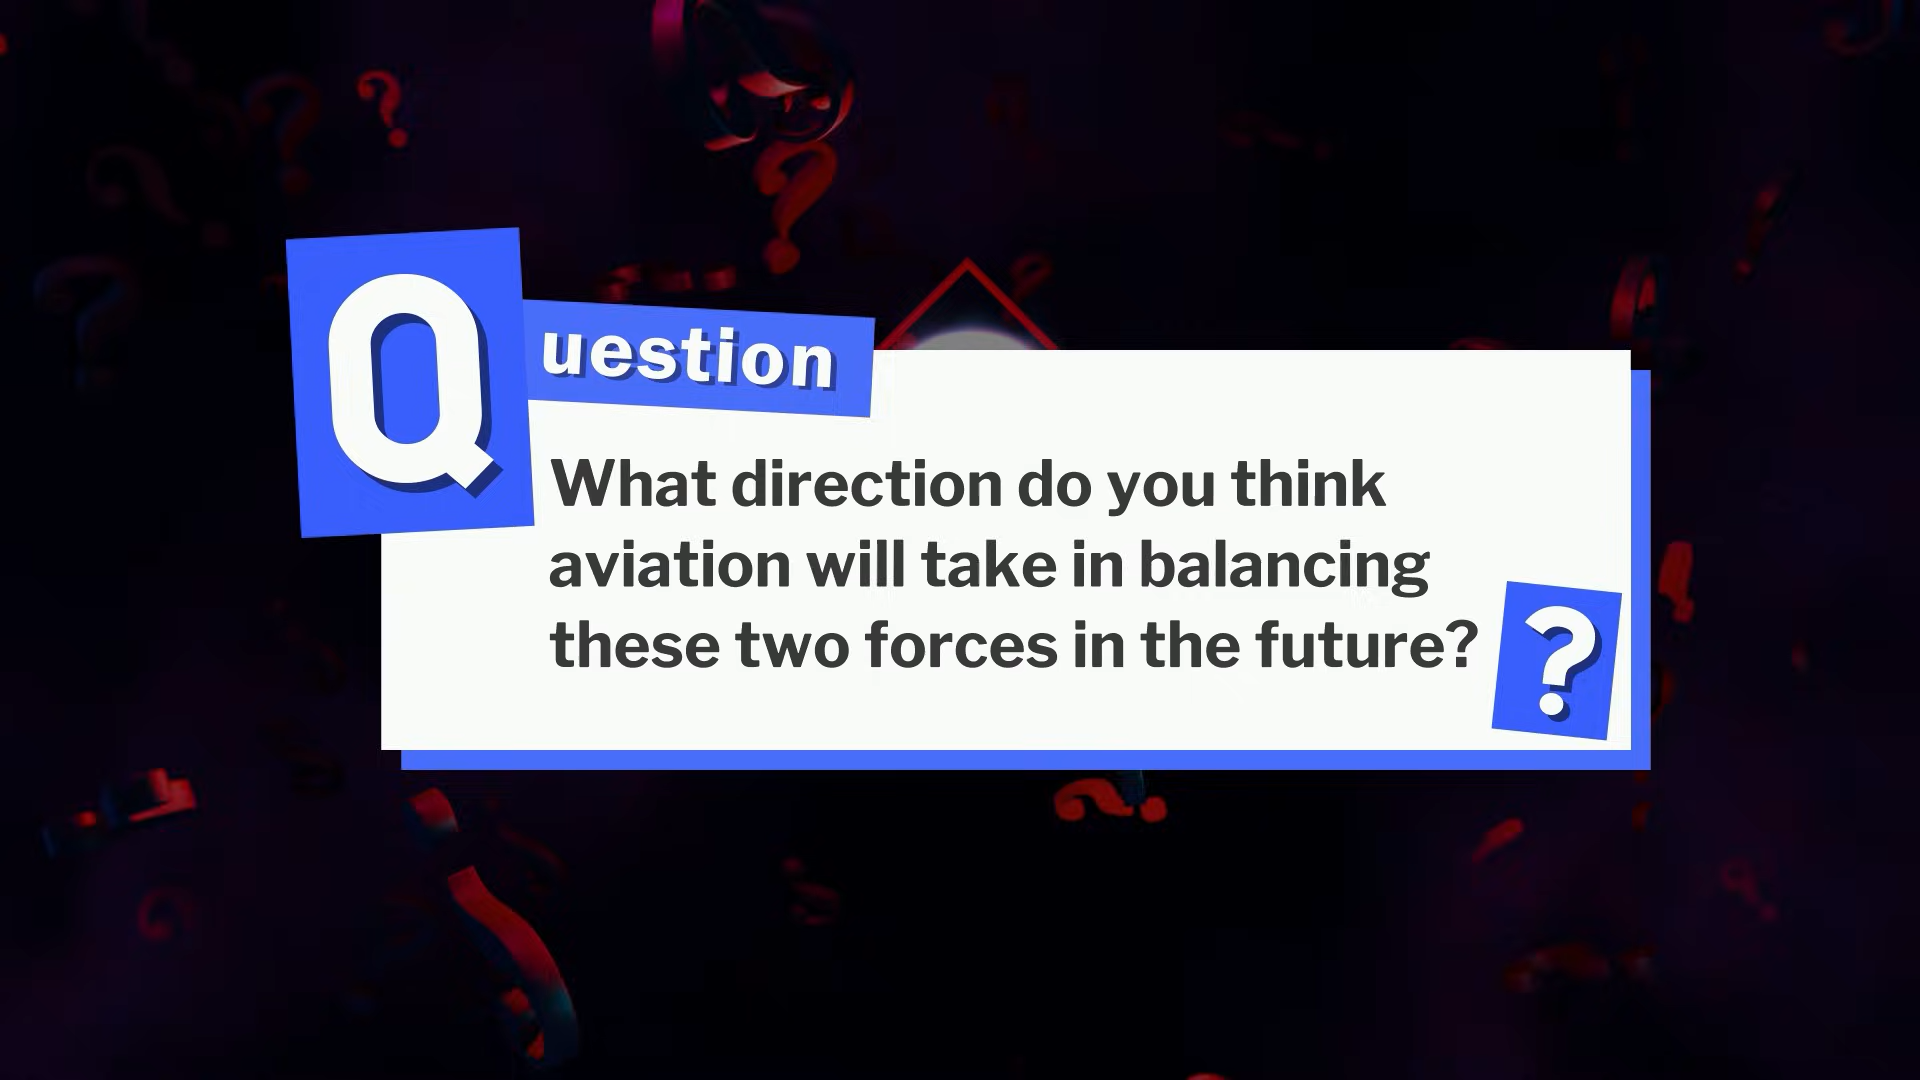 Question
What direction do you think
aviation will take in balancing
these two forces in the future?
?